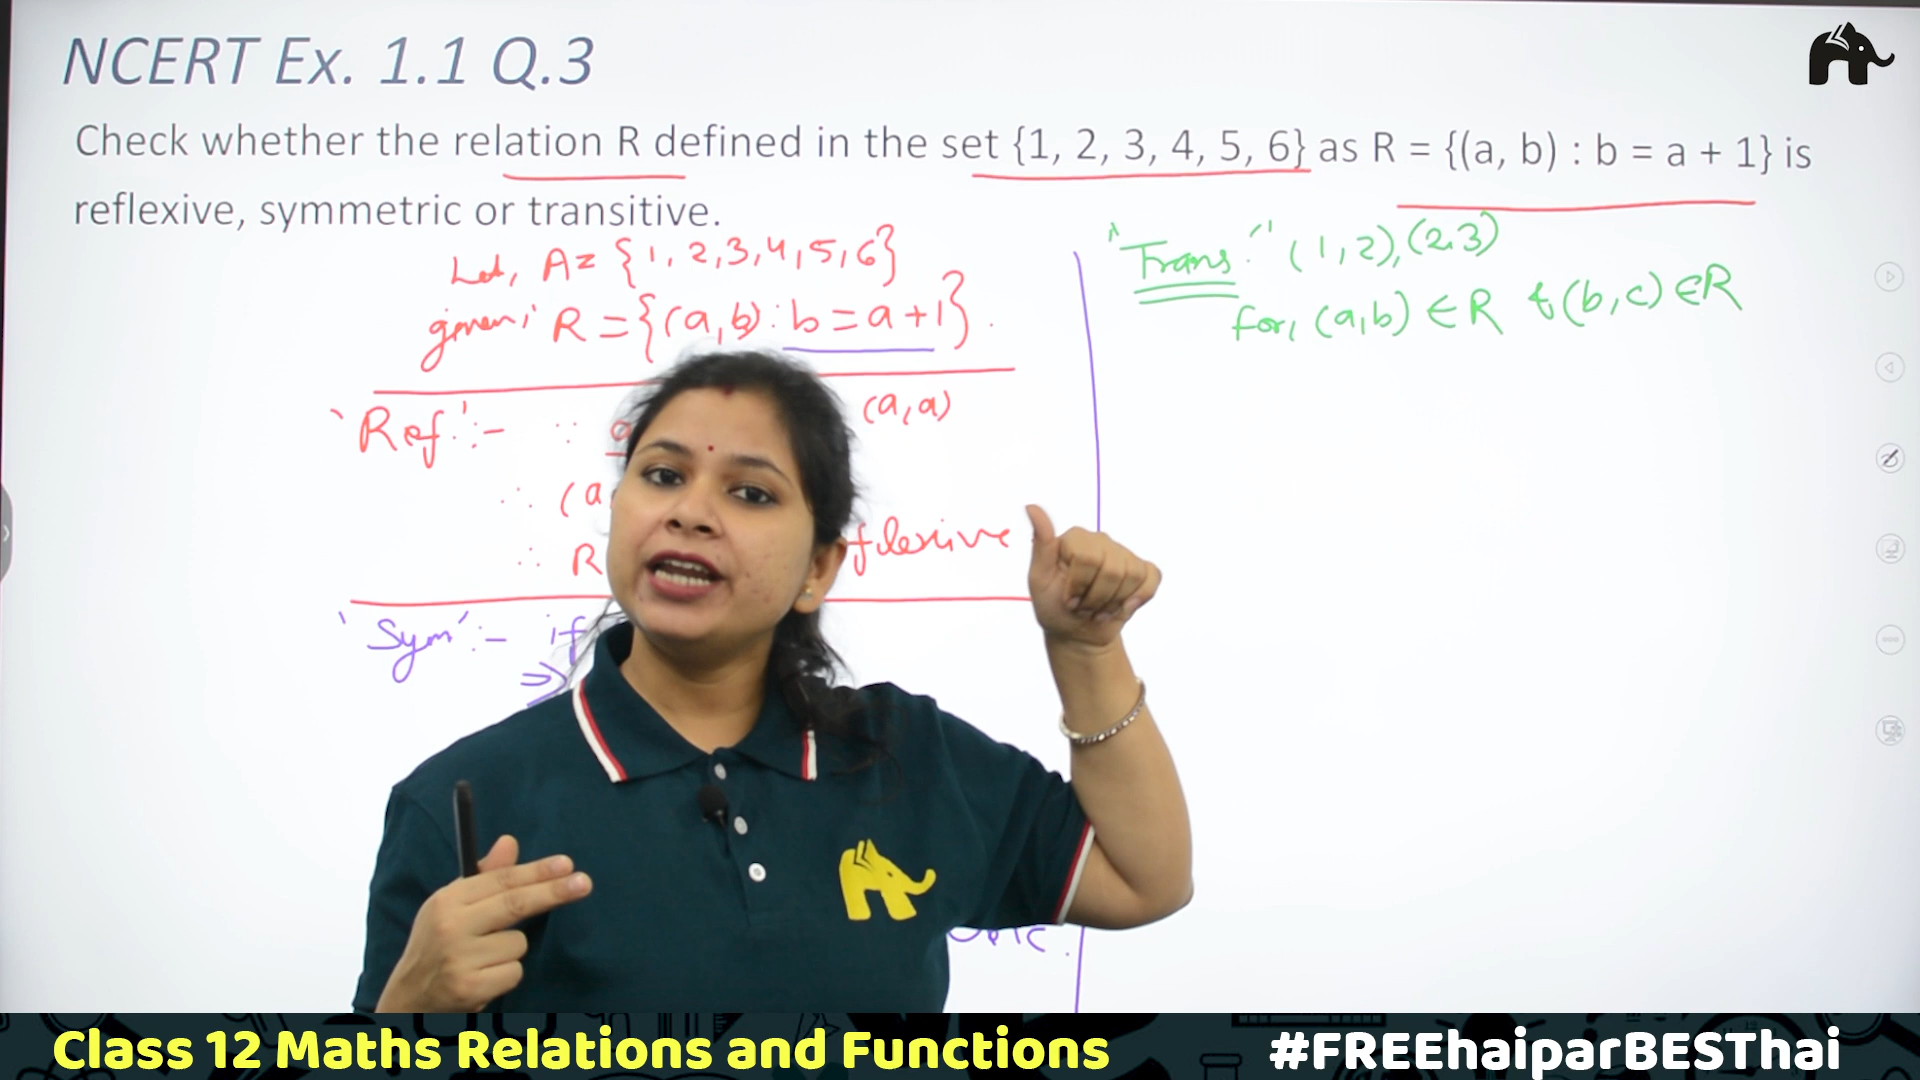 NCERT Ex. 1.1 Q.3
Check whether the relation R defined in the set {1, 2, 3, 4, 5, 6} as R = {(a, b) : b = a + 1} is
reflexive, symmetric or transitive.
Let, A = {1, 2, 3, 4, 5, 6}
given; R = {(a, b) : b = a + 1}.
'Ref' :- ∵ (a, a)
∴ (a
∴ R flexive
'Sym' :- if
⇒
"Trans." (1, 2), (2, 3)
for, (a, b) ∈ R & (b, c) ∈ R
Class 12 Maths Relations and Functions
#FREEhaiparBESThai